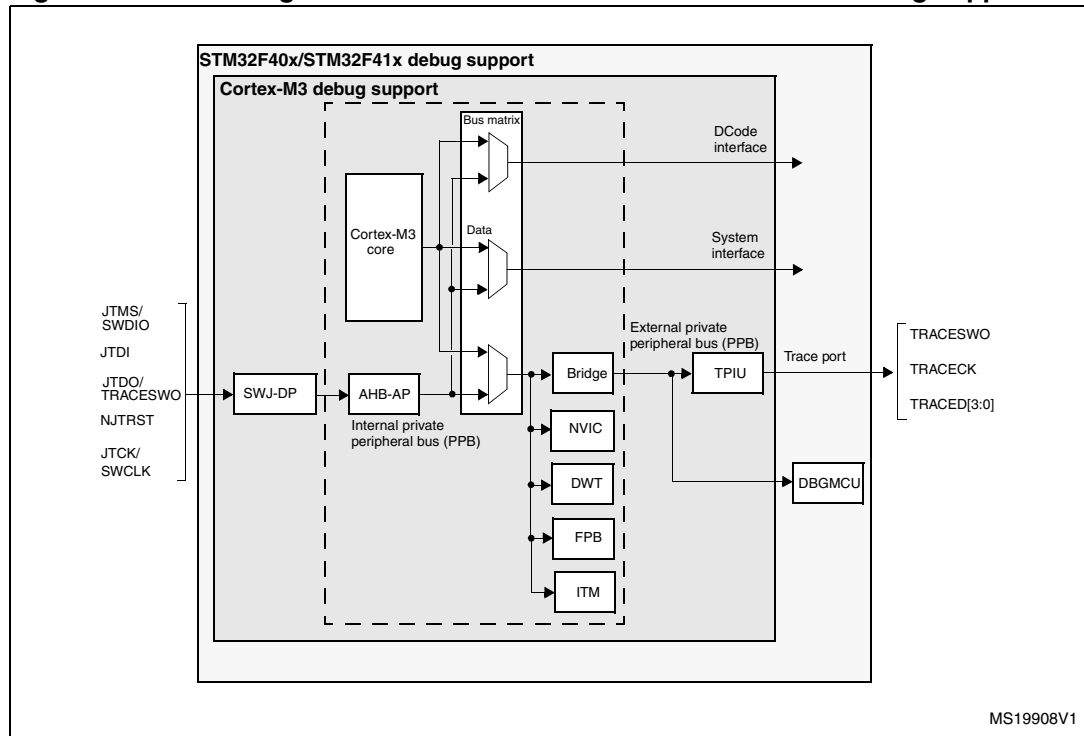 STM32F40x/STM32F41x debug support
Cortex-M3 debug support
Bus matrix
DCode
interface
Cortex-M3
core
Data
System
interface
JTMS/
SWDIO
JTDI
JTDO/
TRACESWO
NJTRST
JTCK/
SWCLK
SWJ-DP
AHB-AP
Internal private
peripheral bus (PPB)
External private
peripheral bus (PPB)
Bridge
NVIC
DWT
FPB
ITM
TPIU
Trace port
TRACESWO
TRACECK
TRACED[3:0]
DBGMCU
MS19908V1